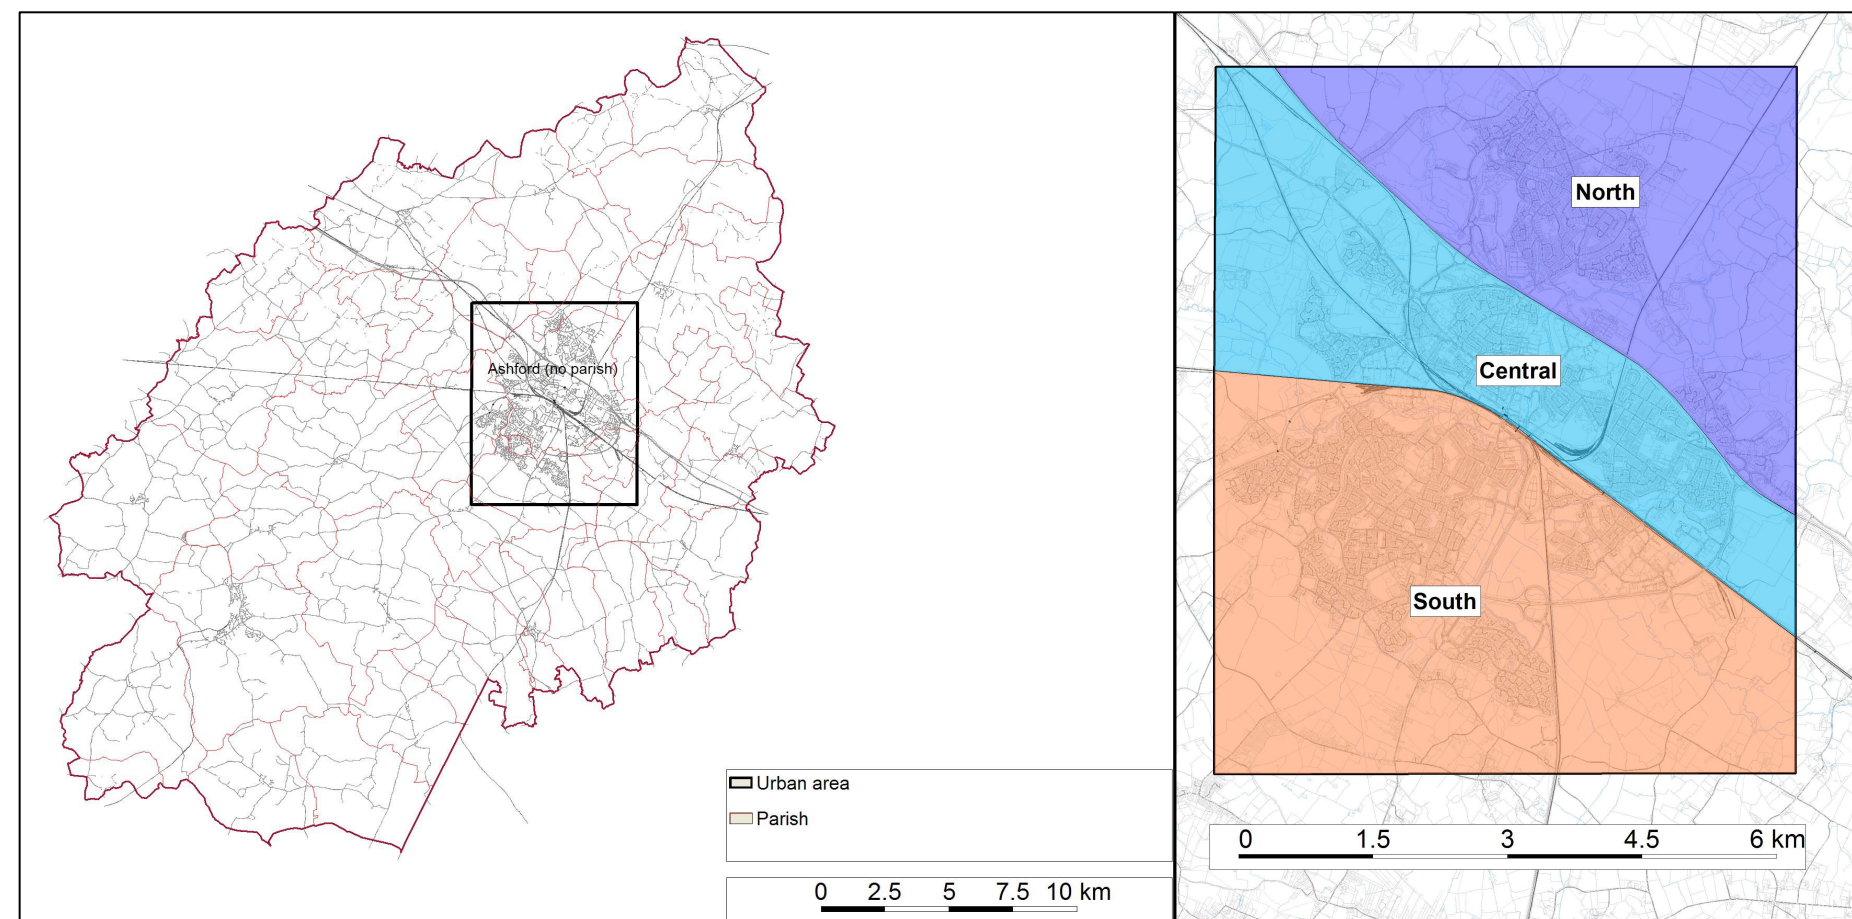 Ashford (no parish)
Urban area
Parish
0 2.5 5 7.5 10 km
North
Central
South
0 1.5 3 4.5 6 km